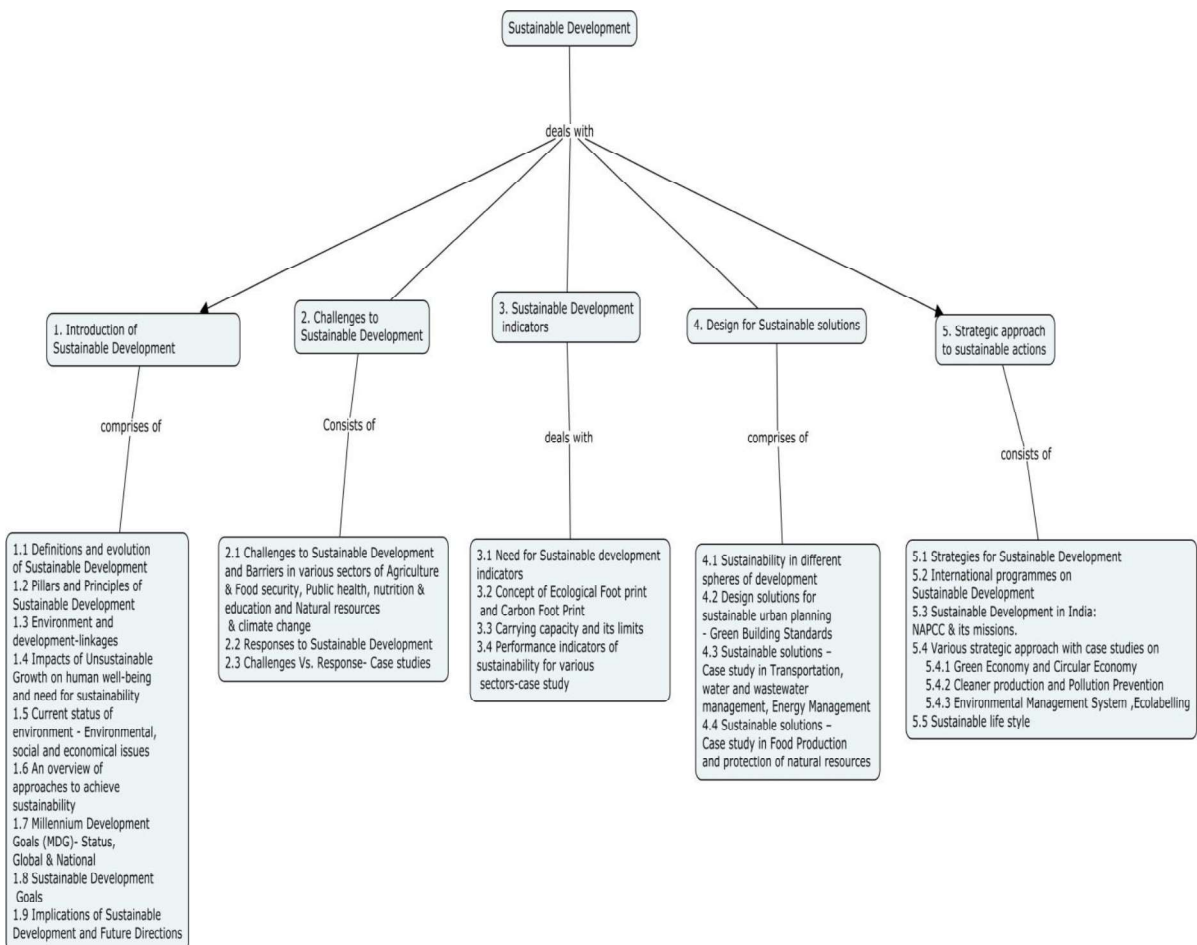 Sustainable Development
deals with
1. Introduction of
Sustainable Development
2. Challenges to
Sustainable Development
3. Sustainable Development
indicators
4. Design for Sustainable solutions
5. Strategic approach
to sustainable actions
comprises of
Consists of
deals with
comprises of
consists of
1.1 Definitions and evolution
of Sustainable Development
1.2 Pillars and Principles of
Sustainable Development
1.3 Environment and
development-linkages
1.4 Impacts of Unsustainable
Growth on human well-being
and need for sustainability
1.5 Current status of
environment - Environmental,
social and economical issues
1.6 An overview of
approaches to achieve
sustainability
1.7 Millennium Development
Goals (MDG)- Status,
Global & National
1.8 Sustainable Development
Goals
1.9 Implications of Sustainable
Development and Future Directions
2.1 Challenges to Sustainable Development
and Barriers in various sectors of Agriculture
& Food security, Public health, nutrition &
education and Natural resources
& climate change
2.2 Responses to Sustainable Development
2.3 Challenges Vs. Response- Case studies
3.1 Need for Sustainable development
indicators
3.2 Concept of Ecological Foot print
and Carbon Foot Print
3.3 Carrying capacity and its limits
3.4 Performance indicators of
sustainability for various
sectors-case study
4.1 Sustainability in different
spheres of development
4.2 Design solutions for
sustainable urban planning
- Green Building Standards
4.3 Sustainable solutions –
Case study in Transportation,
water and wastewater
management, Energy Management
4.4 Sustainable solutions –
Case study in Food Production
and protection of natural resources
5.1 Strategies for Sustainable Development
5.2 International programmes on
Sustainable Development
5.3 Sustainable Development in India:
NAPCC & its missions.
5.4 Various strategic approach with case studies on
5.4.1 Green Economy and Circular Economy
5.4.2 Cleaner production and Pollution Prevention
5.4.3 Environmental Management System ,Ecolabelling
5.5 Sustainable life style